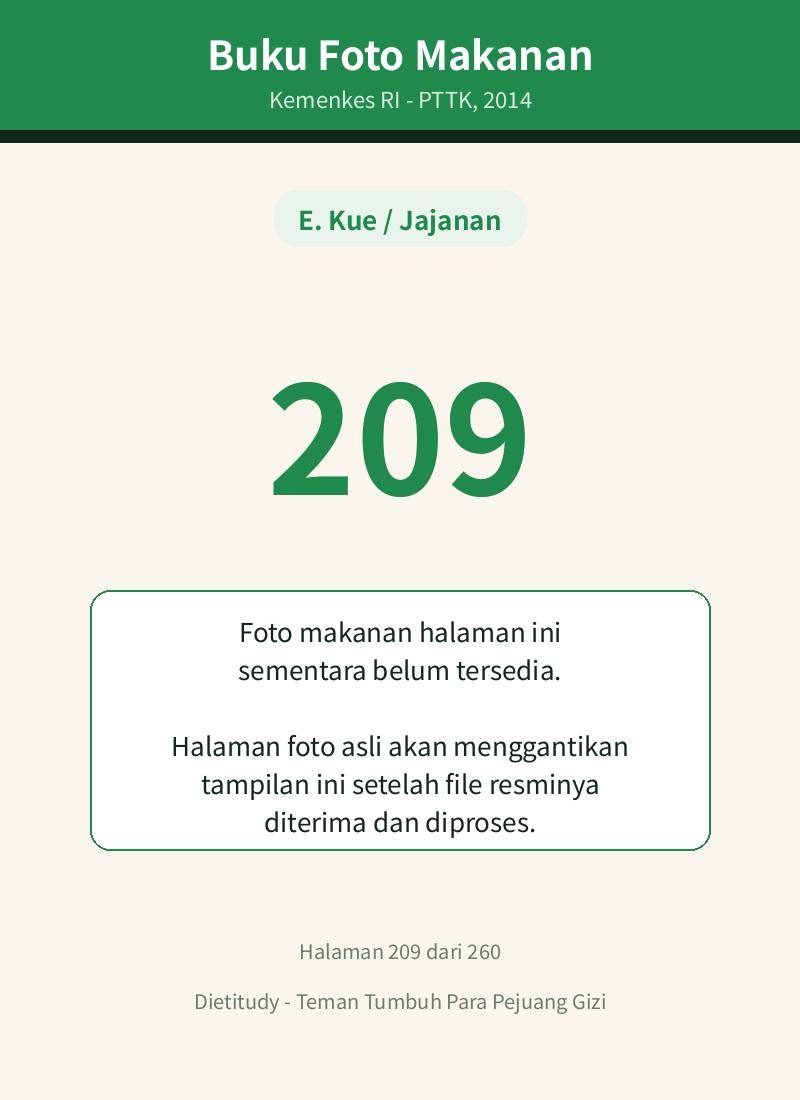 Buku Foto Makanan
Kemenkes RI - PTTK, 2014
E. Kue / Jajanan
209
Foto makanan halaman ini
sementara belum tersedia.
Halaman foto asli akan menggantikan
tampilan ini setelah file resminya
diterima dan diproses.
Halaman 209 dari 260
Dietitudy - Teman Tumbuh Para Pejuang Gizi